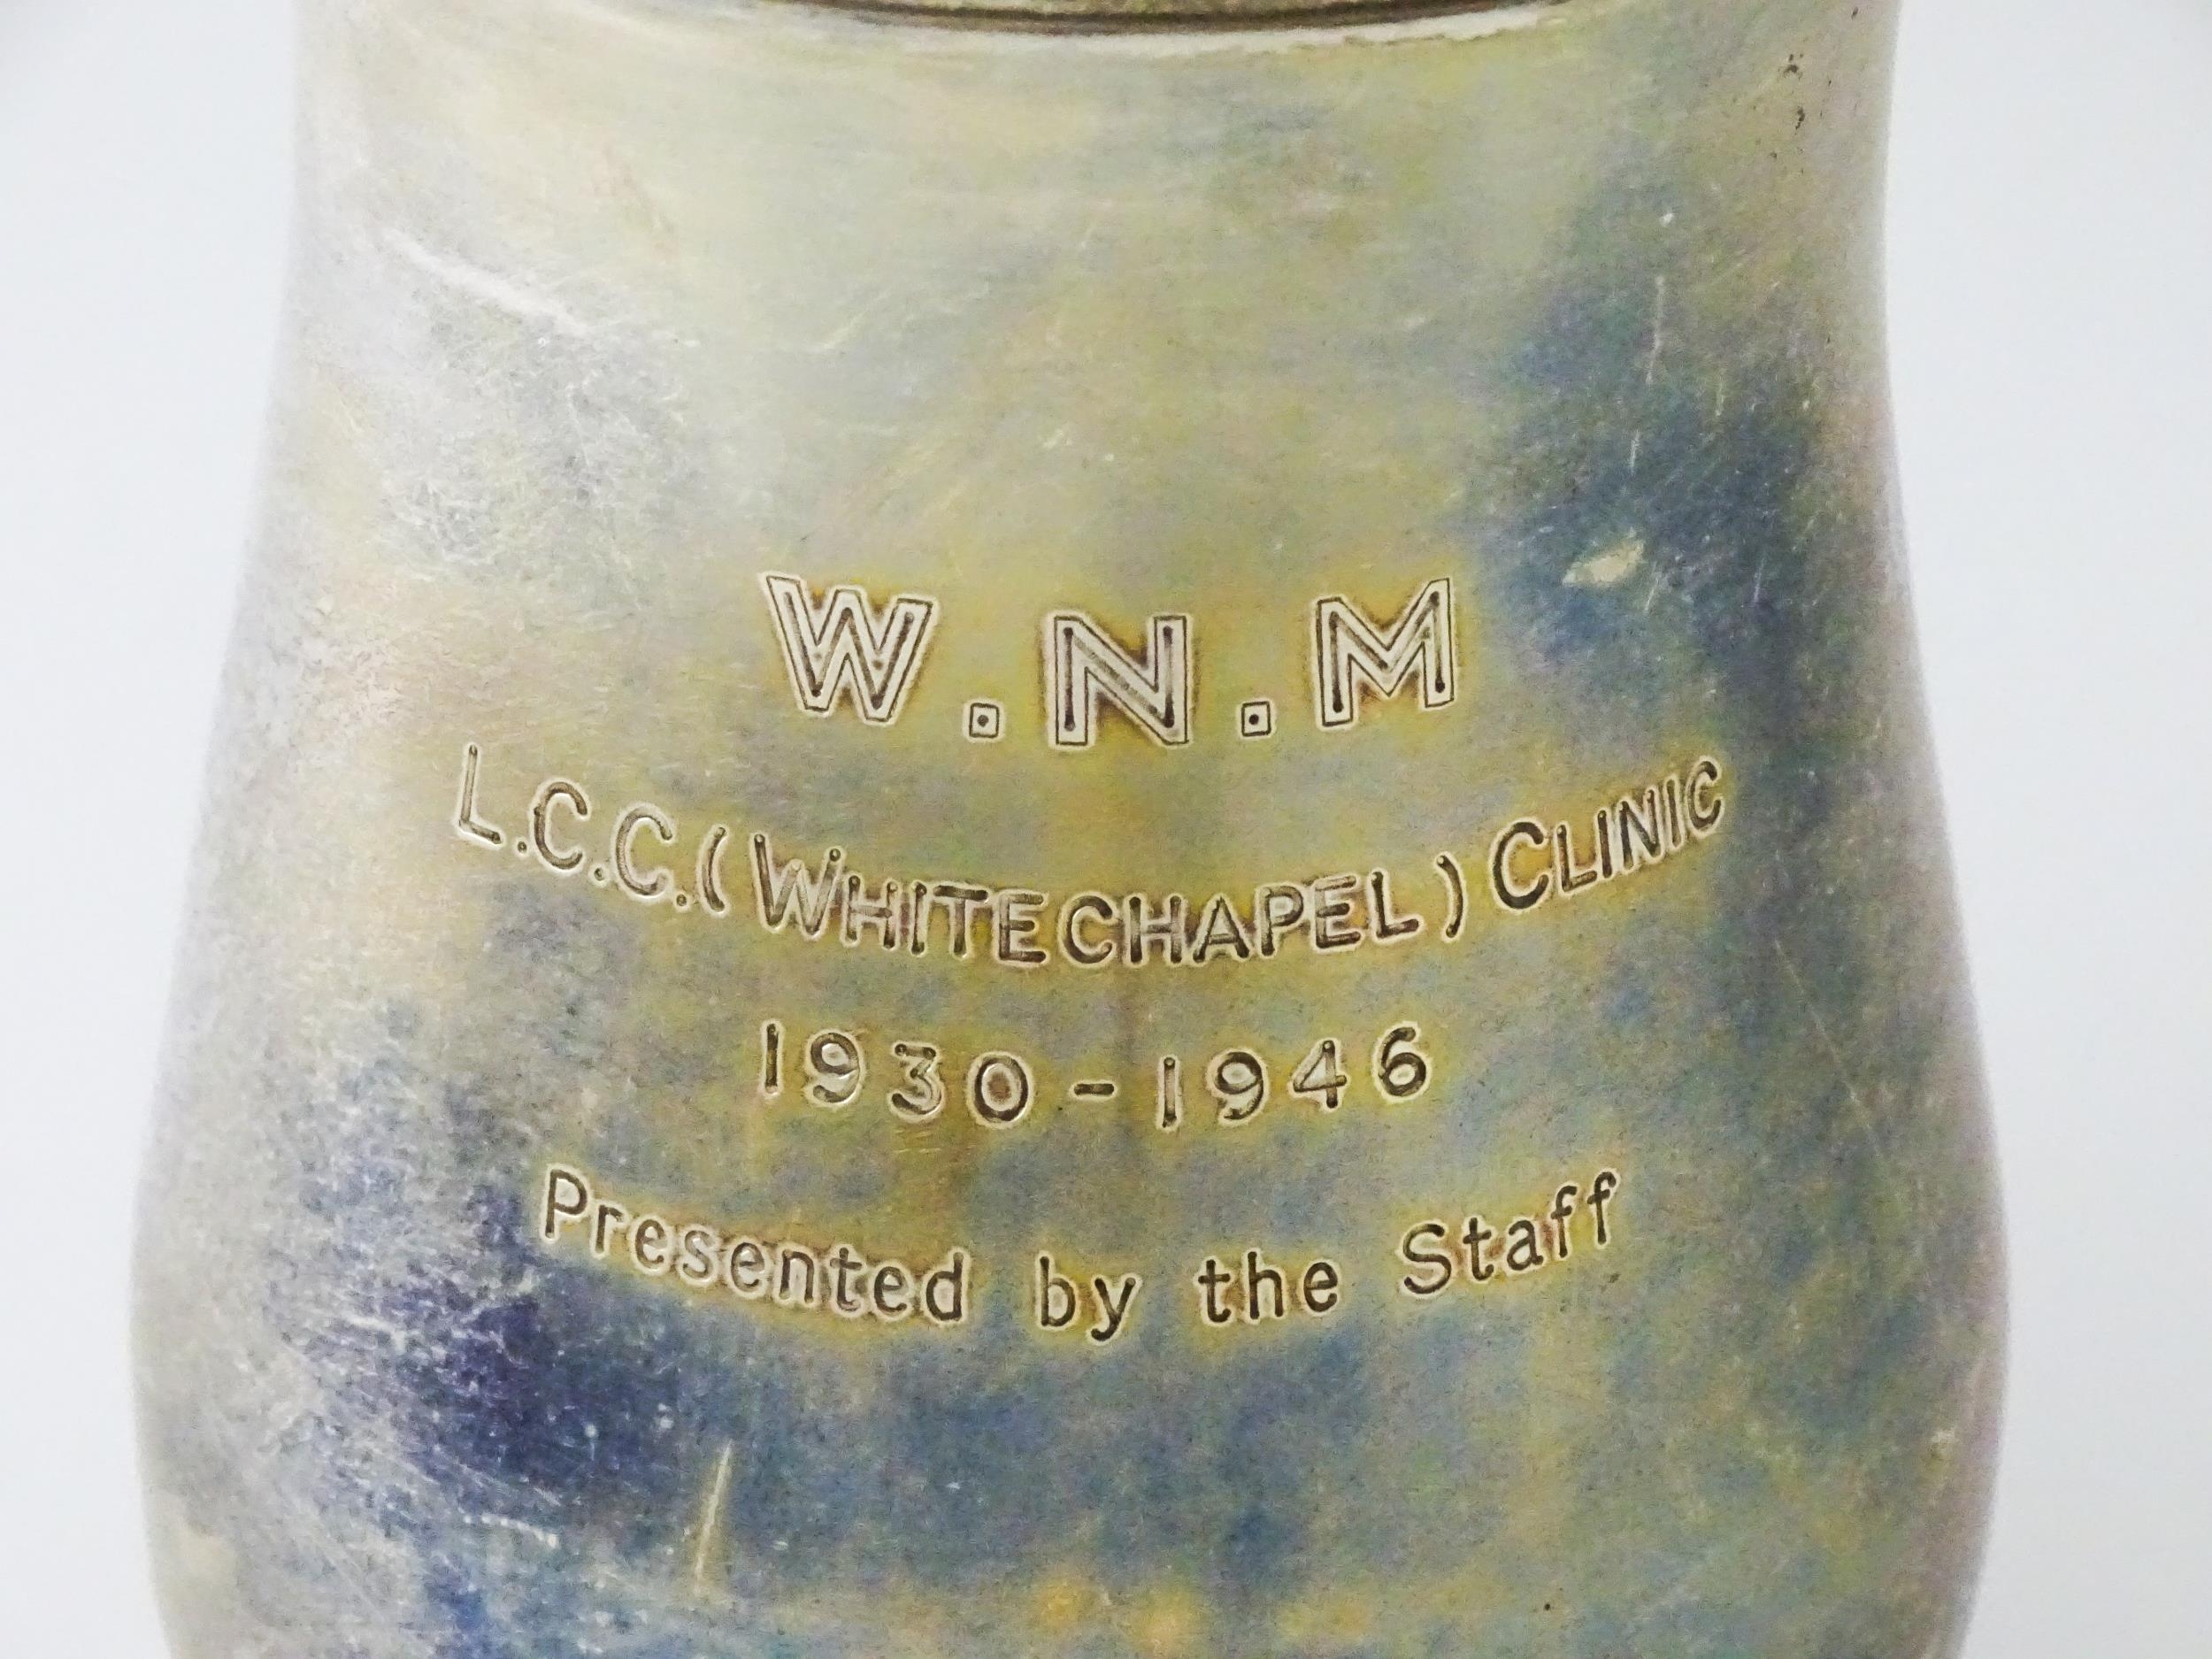 W.N.M
L.C.C.(WHITECHAPEL) CLINIC
1930-1946
Presented by the Staff